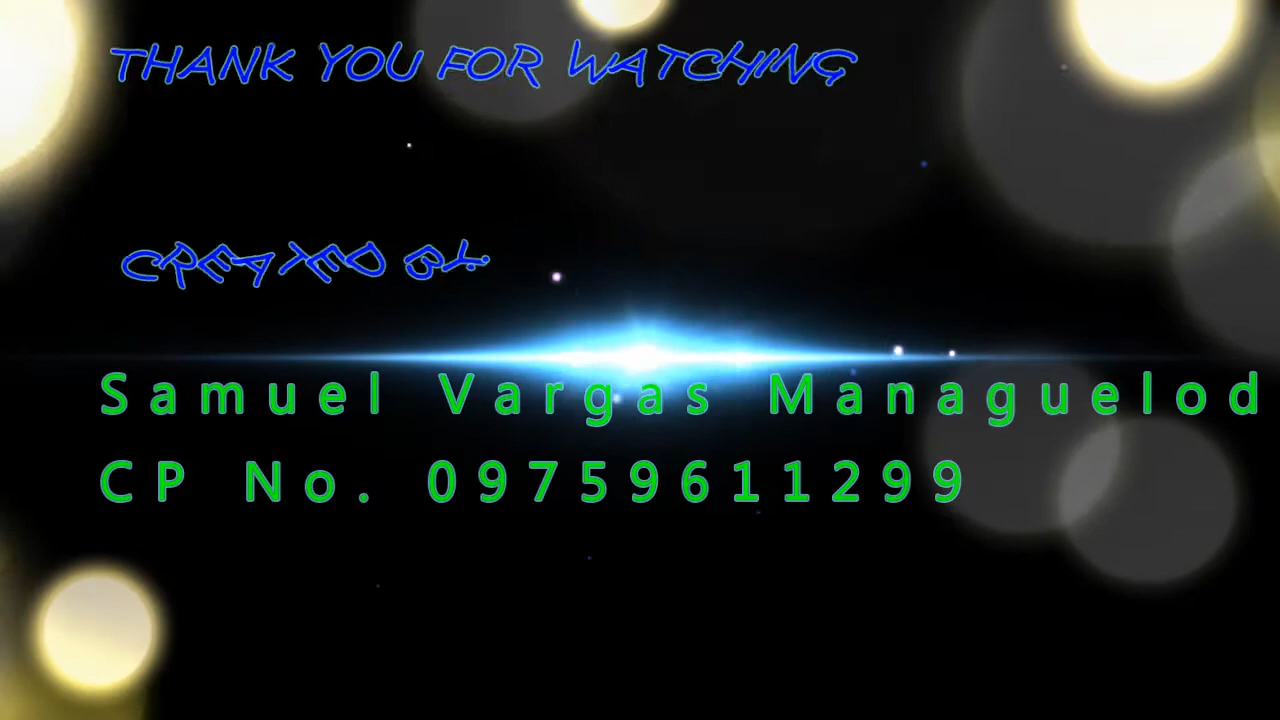 THANK YOU FOR WATCHING
CREATED BY:
Samuel Vargas Managuelod
CP No. 09759611299